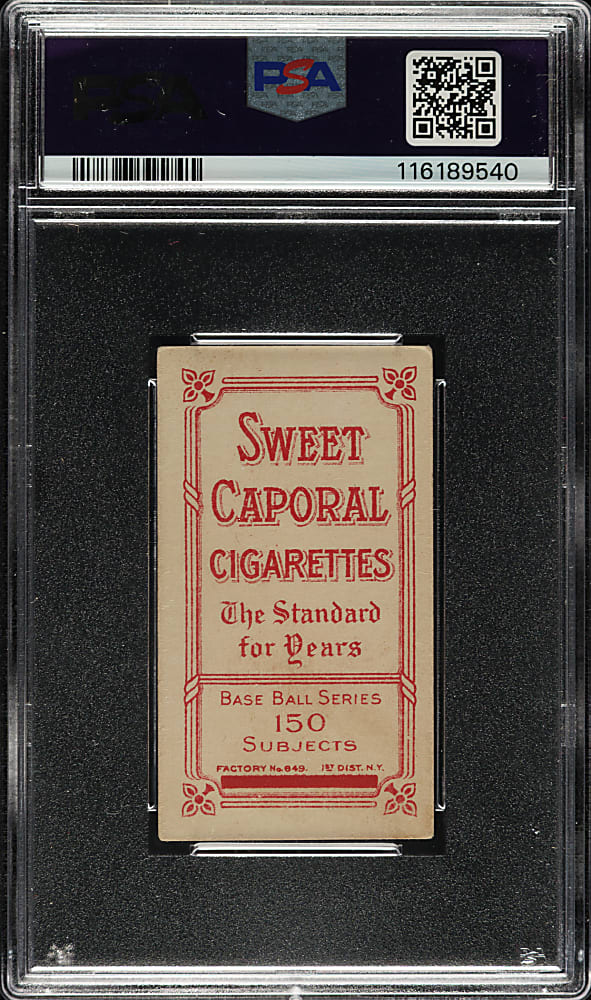 PSA
PSA
116189540
SWEET
CAPORAL
CIGARETTES
The Standard
for Years
BASE BALL SERIES
150
SUBJECTS
FACTORY No. 649. 1ST DIST. N.Y.